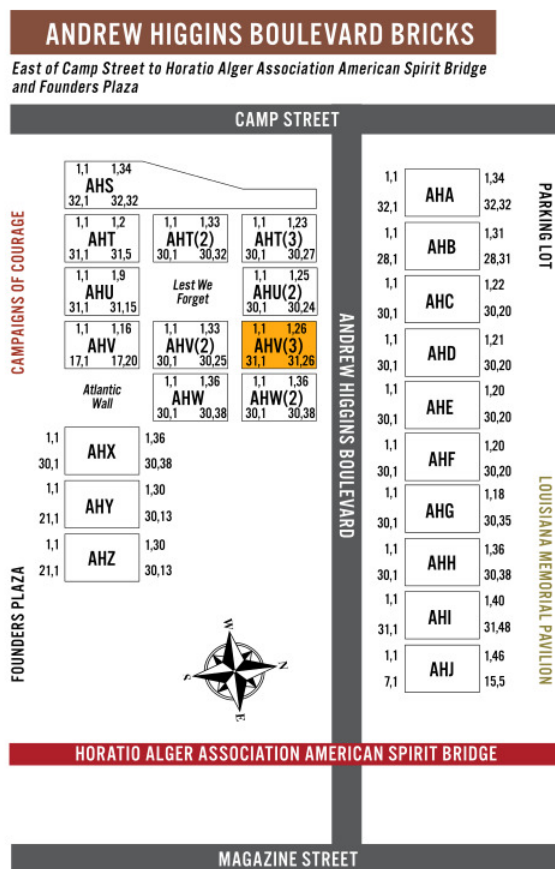 ANDREW HIGGINS BOULEVARD BRICKS
East of Camp Street to Horatio Alger Association American Spirit Bridge
and Founders Plaza
CAMP STREET
1,1 1,34
AHS
32,1 32,32
1,1 1,2
AHT
31,1 31,5
1,1 1,33
AHT(2)
30,1 30,32
1,1 1,23
AHT(3)
30,1 30,27
1,1 1,9
AHU
31,1 31,15
Lest We
Forget
1,1 1,25
AHU(2)
30,1 30,24
1,1 1,16
AHV
17,1 17,20
1,1 1,33
AHV(2)
30,1 30,25
1,1 1,26
AHV(3)
31,1 31,26
Atlantic
Wall
1,1 1,36
AHW
30,1 30,38
1,1 1,36
AHW(2)
30,1 30,38
1,1 1,36
AHX
30,1 30,38
1,1 1,30
AHY
21,1 30,13
1,1 1,30
AHZ
21,1 30,13
CAMPAIGNS OF COURAGE
FOUNDERS PLAZA
W
N
S
E
ANDREW HIGGINS BOULEVARD
1,1 1,34
AHA
32,1 32,32
1,1 1,31
AHB
28,1 28,31
1,1 1,22
AHC
30,1 30,20
1,1 1,21
AHD
30,1 30,20
1,1 1,20
AHE
30,1 30,20
1,1 1,20
AHF
30,1 30,20
1,1 1,18
AHG
30,1 30,35
1,1 1,36
AHH
30,1 30,38
1,1 1,40
AHI
31,1 31,48
1,1 1,46
AHJ
7,1 15,5
PARKING LOT
LOUISIANA MEMORIAL PAVILION
HORATIO ALGER ASSOCIATION AMERICAN SPIRIT BRIDGE
MAGAZINE STREET